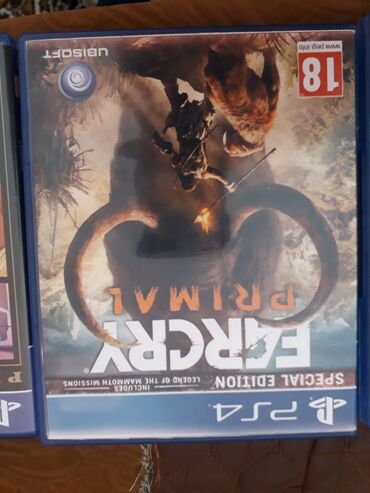 PS4
SPECIAL EDITION
INCLUDES
LEGEND OF THE MAMMOTH MISSIONS
FARCRY
PRIMAL
18
www.pegi.info
UBISOFT
P